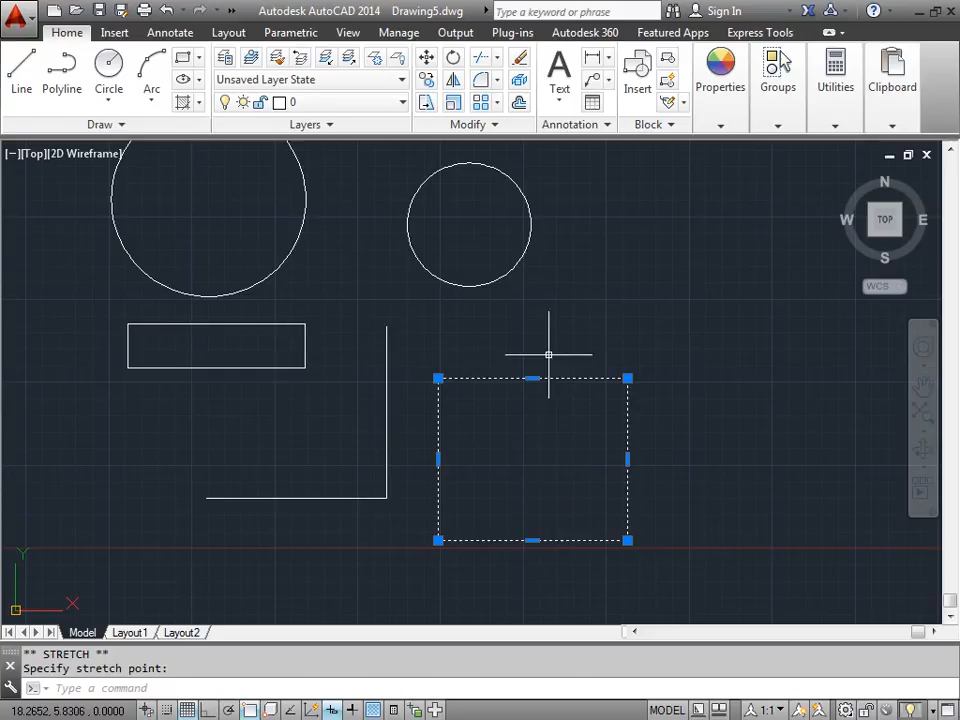 Autodesk AutoCAD 2014 Drawing5.dwg Type a keyword or phrase Sign In
Home Insert Annotate Layout Parametric View Manage Output Plug-ins Autodesk 360 Featured Apps Express Tools
Line Polyline Circle Arc
Unsaved Layer State
0
Text Insert Properties Groups Utilities Clipboard
Draw Layers Modify Annotation Block
[−][Top][2D Wireframe]
N
W TOP E
S
WCS
Y
X
Model Layout1 Layout2
** STRETCH **
Specify stretch point:
Type a command
18.2652, 5.8306, 0.0000 MODEL 1:1